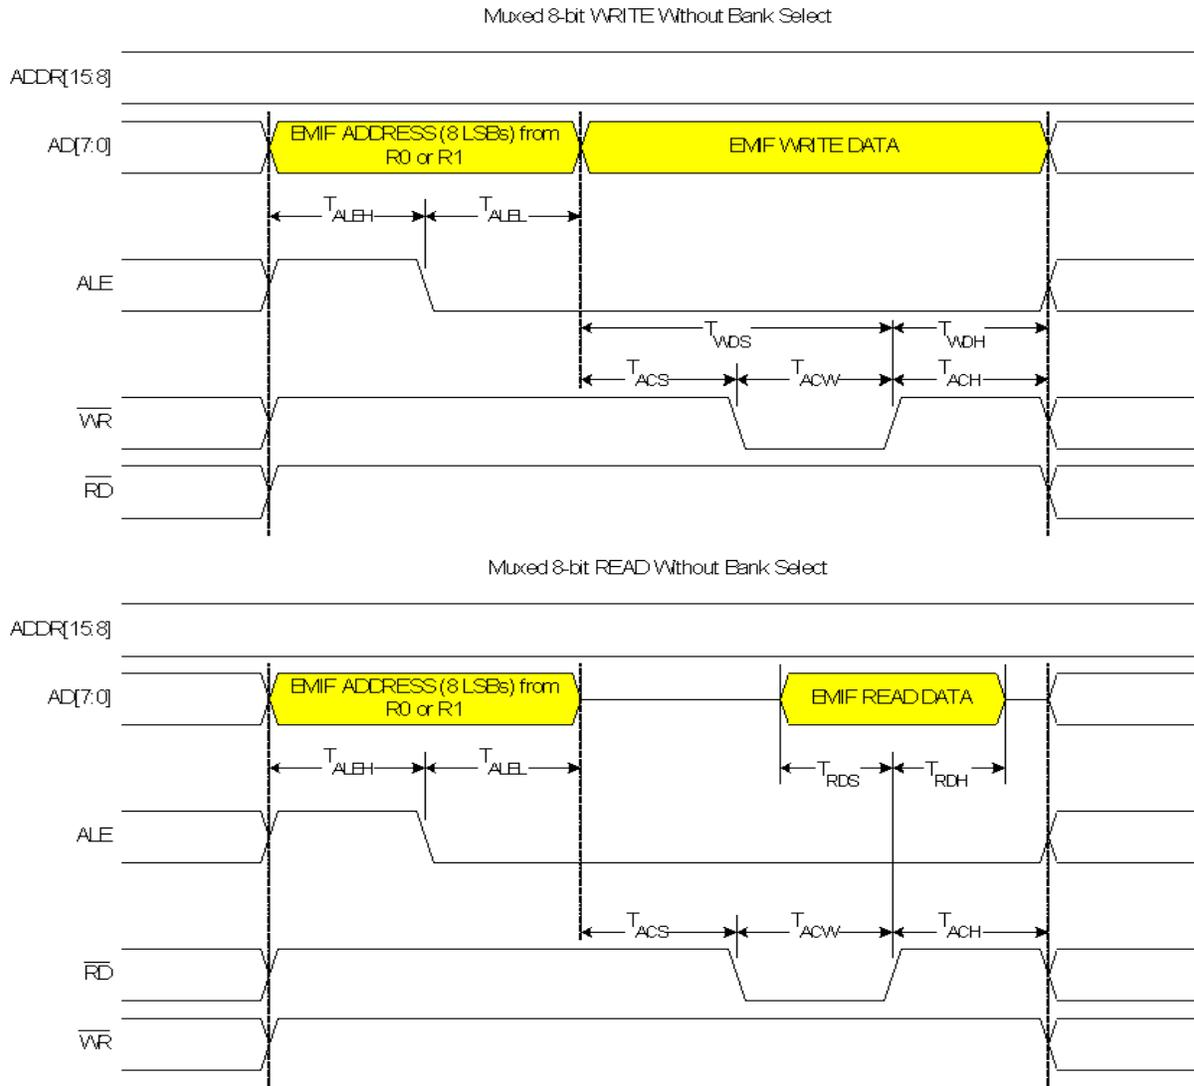 Muxed 8-bit WRITE Without Bank Select
ADDR[15:8]
AD[7:0]
EMIF ADDRESS (8 LSBs) from
R0 or R1
EMIF WRITE DATA
TALEH
TALEL
ALE
TWDS
TWDH
TACS
TACW
TACH
WR
RD
Muxed 8-bit READ Without Bank Select
ADDR[15:8]
AD[7:0]
EMIF ADDRESS (8 LSBs) from
R0 or R1
EMIF READ DATA
TALEH
TALEL
TRDS
TRDH
ALE
TACS
TACW
TACH
RD
WR